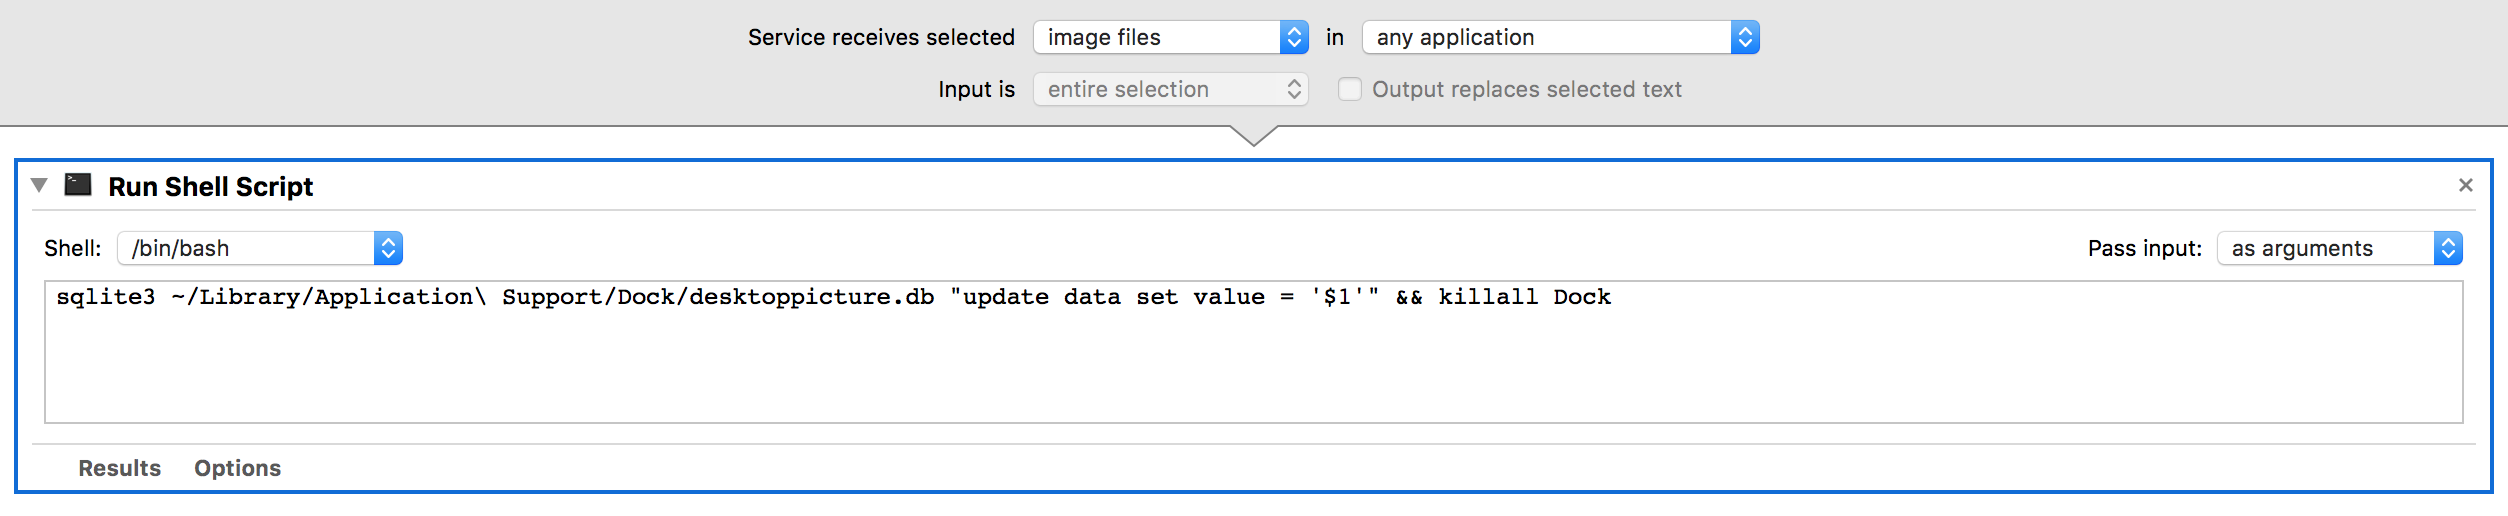 Service receives selected image files in any application
Input is entire selection Output replaces selected text
>_
Run Shell Script
Shell: /bin/bash Pass input: as arguments
sqlite3 ~/Library/Application\ Support/Dock/desktoppicture.db "update data set value = '$1'" && killall Dock
Results Options